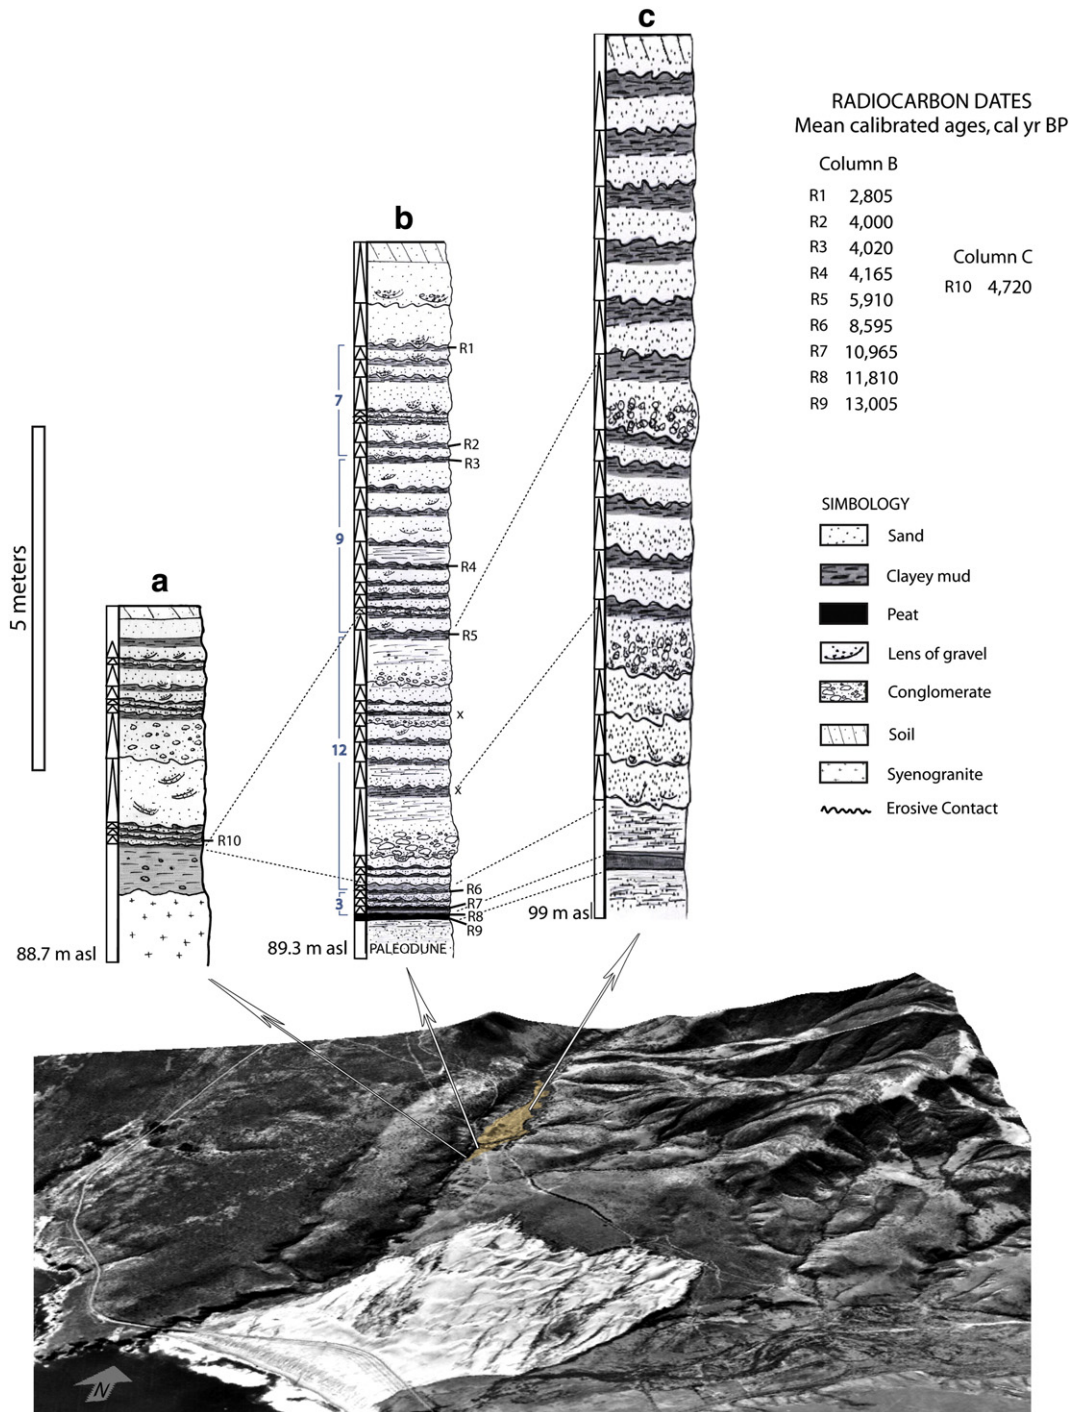 c
RADIOCARBON DATES
Mean calibrated ages, cal yr BP
Column B
R1 2,805
R2 4,000
R3 4,020
R4 4,165
R5 5,910
R6 8,595
R7 10,965
R8 11,810
R9 13,005
Column C
R10 4,720
b
R1
7
R2
R3
9
R4
R5
x
12
x
R6
3
R7
R8
R9
89.3 m asl
PALEODUNE
99 m asl
5 meters
a
R10
88.7 m asl
SIMBOLOGY
Sand
Clayey mud
Peat
Lens of gravel
Conglomerate
Soil
Syenogranite
Erosive Contact
N